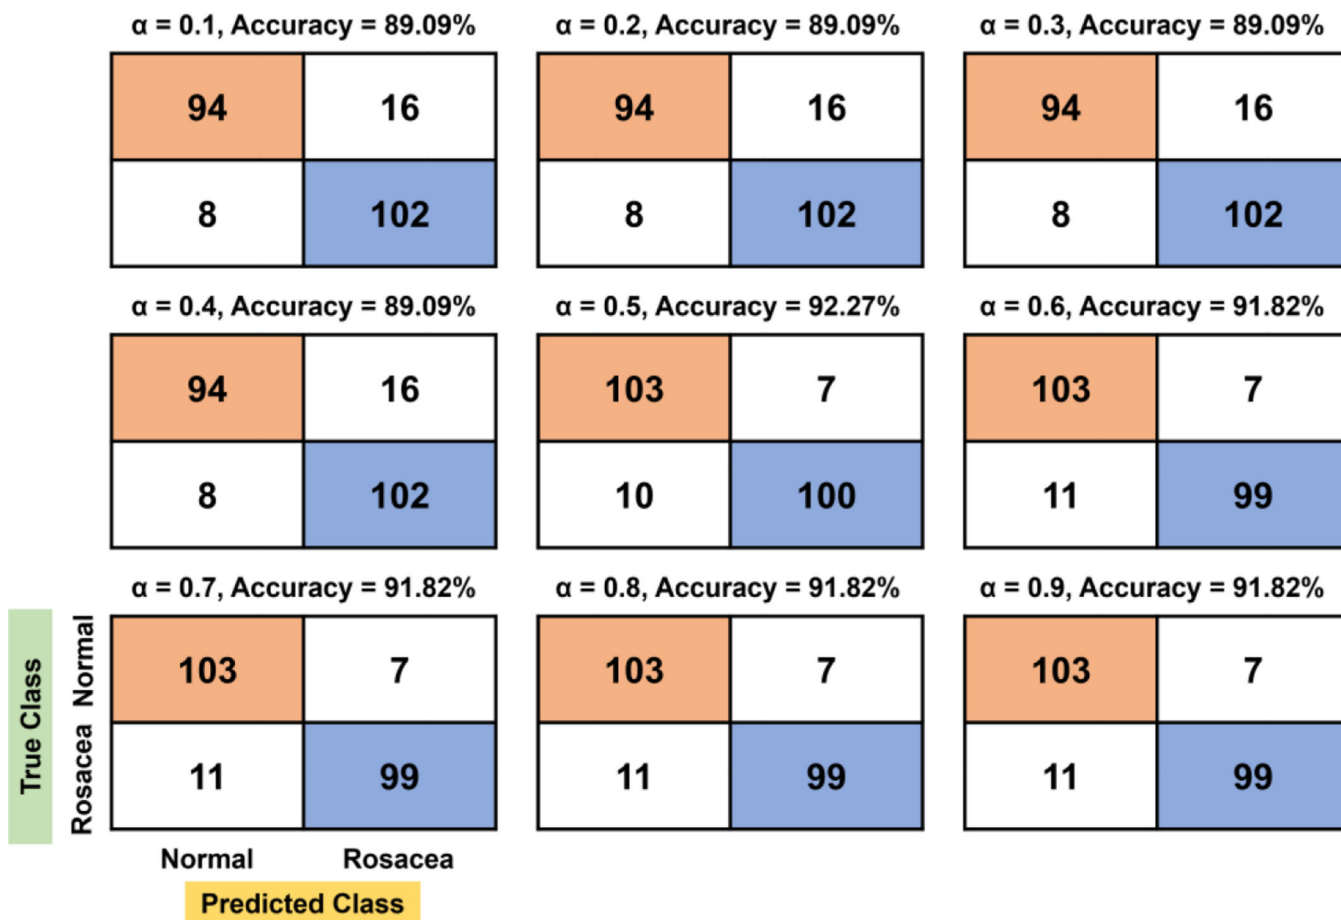 α = 0.1, Accuracy = 89.09%
α = 0.2, Accuracy = 89.09%
α = 0.3, Accuracy = 89.09%
94 16
94 16
94 16
8 102
8 102
8 102
α = 0.4, Accuracy = 89.09%
α = 0.5, Accuracy = 92.27%
α = 0.6, Accuracy = 91.82%
94 16
103 7
103 7
8 102
10 100
11 99
α = 0.7, Accuracy = 91.82%
α = 0.8, Accuracy = 91.82%
α = 0.9, Accuracy = 91.82%
True Class
Rosacea Normal
103 7
103 7
103 7
11 99
11 99
11 99
Normal Rosacea
Predicted Class